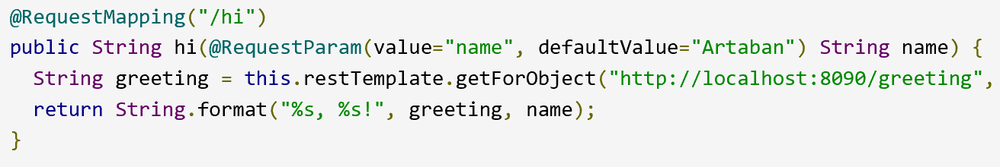 @RequestMapping("/hi")
public String hi(@RequestParam(value="name", defaultValue="Artaban") String name) {
  String greeting = this.restTemplate.getForObject("http://localhost:8090/greeting",
  return String.format("%s, %s!", greeting, name);
}